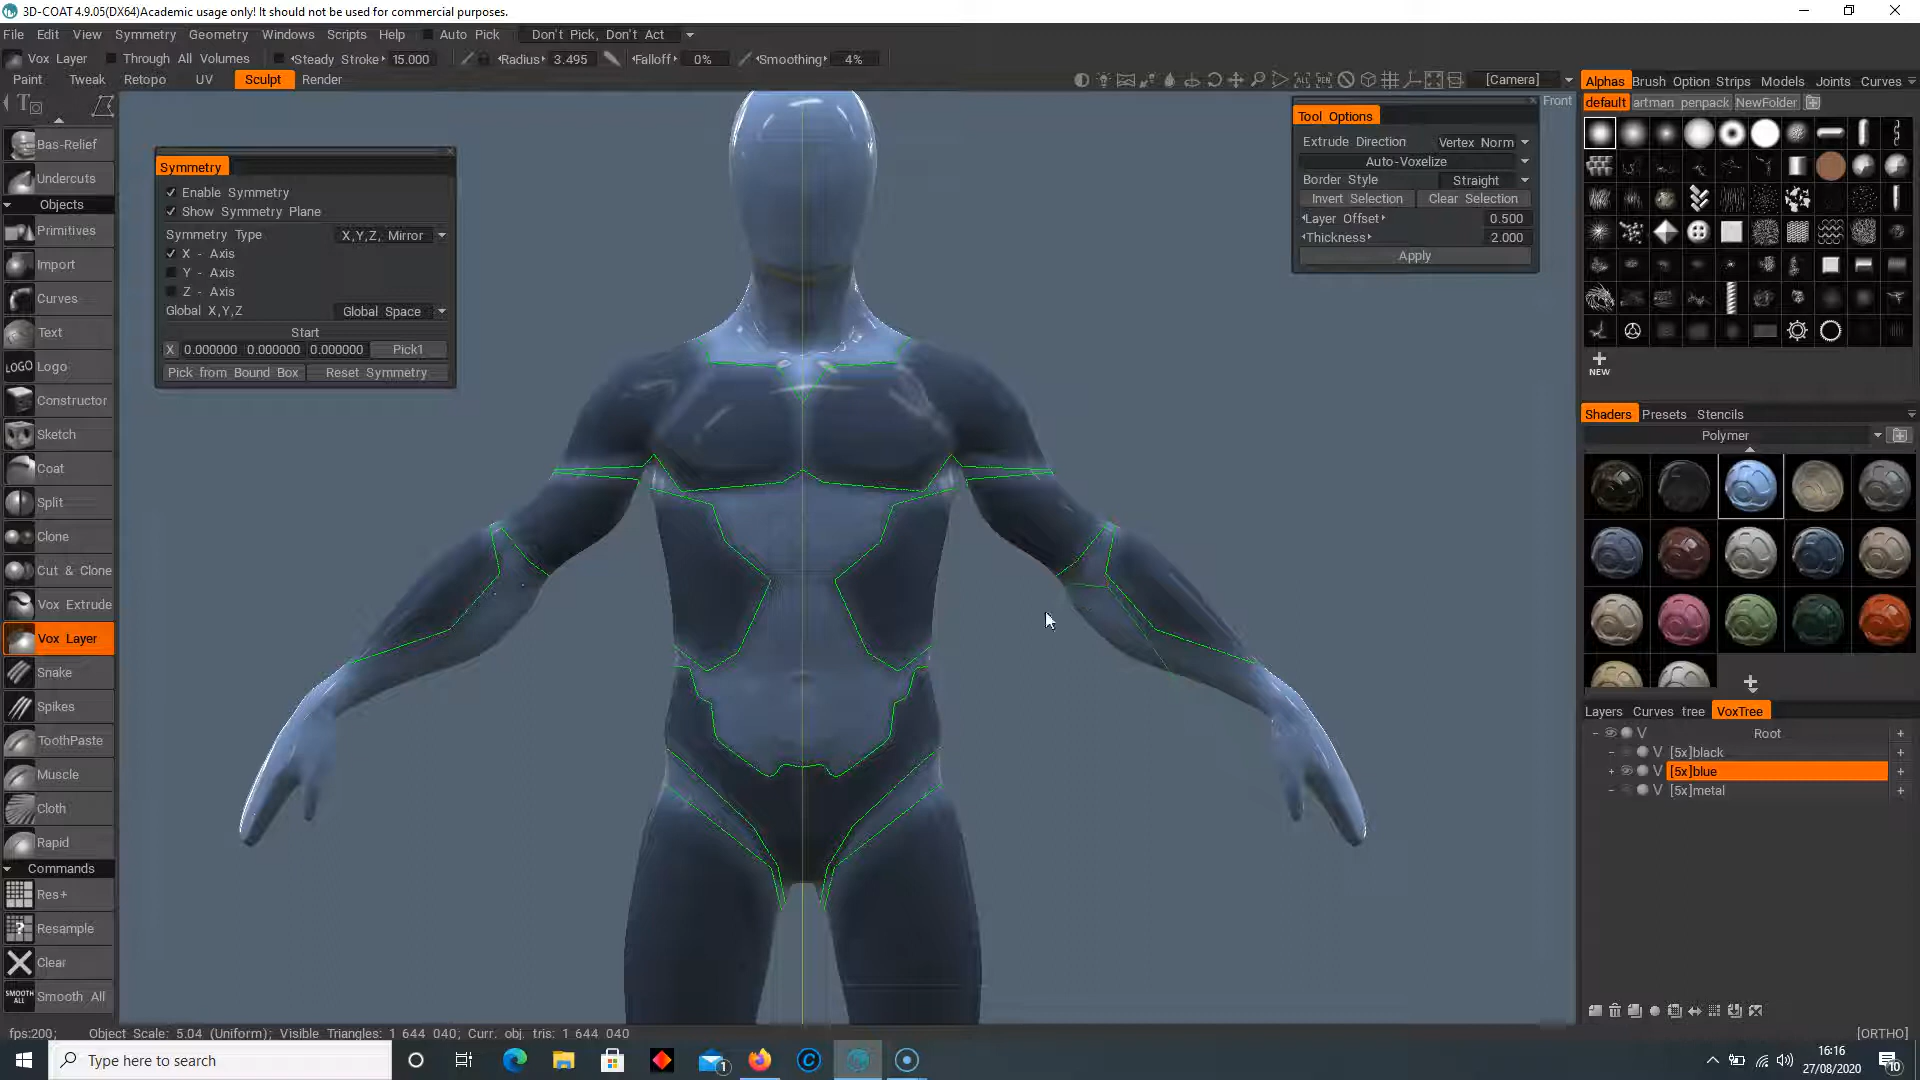 3D-COAT 4.9.05(DX64)Academic usage only! It should not be used for commercial purposes.
File Edit View Symmetry Geometry Windows Scripts Help Auto Pick Don't Pick, Don't Act
Vox Layer Through All Volumes Steady Stroke 15.000 Radius 3.495 Falloff 0% Smoothing 4%
Paint Tweak Retopo UV Sculpt Render [Camera]
Alphas Brush Option Strips Models Joints Curves
default artman penpack NewFolder
Front
Bas-Relief
Undercuts
Objects
Primitives
Import
Curves
Text
LOGO Logo
Constructor
Sketch
Coat
Split
Clone
Cut & Clone
Vox Extrude
Vox Layer
Snake
Spikes
ToothPaste
Muscle
Cloth
Rapid
Commands
Res+
Resample
Clear
SMOOTH ALL Smooth All
Symmetry
Enable Symmetry
Show Symmetry Plane
Symmetry Type X,Y,Z, Mirror
X - Axis
Y - Axis
Z - Axis
Global X,Y,Z Global Space
Start
X 0.000000 0.000000 0.000000 Pick1
Pick from Bound Box Reset Symmetry
Tool Options
Extrude Direction Vertex Norm
Auto-Voxelize
Border Style Straight
Invert Selection Clear Selection
Layer Offset 0.500
Thickness 2.000
Apply
NEW
Shaders Presets Stencils
Polymer
Layers Curves tree VoxTree
V Root
V [5x]black
V [5x]blue
V [5x]metal
fps:200; Object Scale: 5.04 (Uniform); Visible Triangles: 1 644 040; Curr. obj. tris: 1 644 040
[ORTHO]
Type here to search
1
16:16
27/08/2020
10